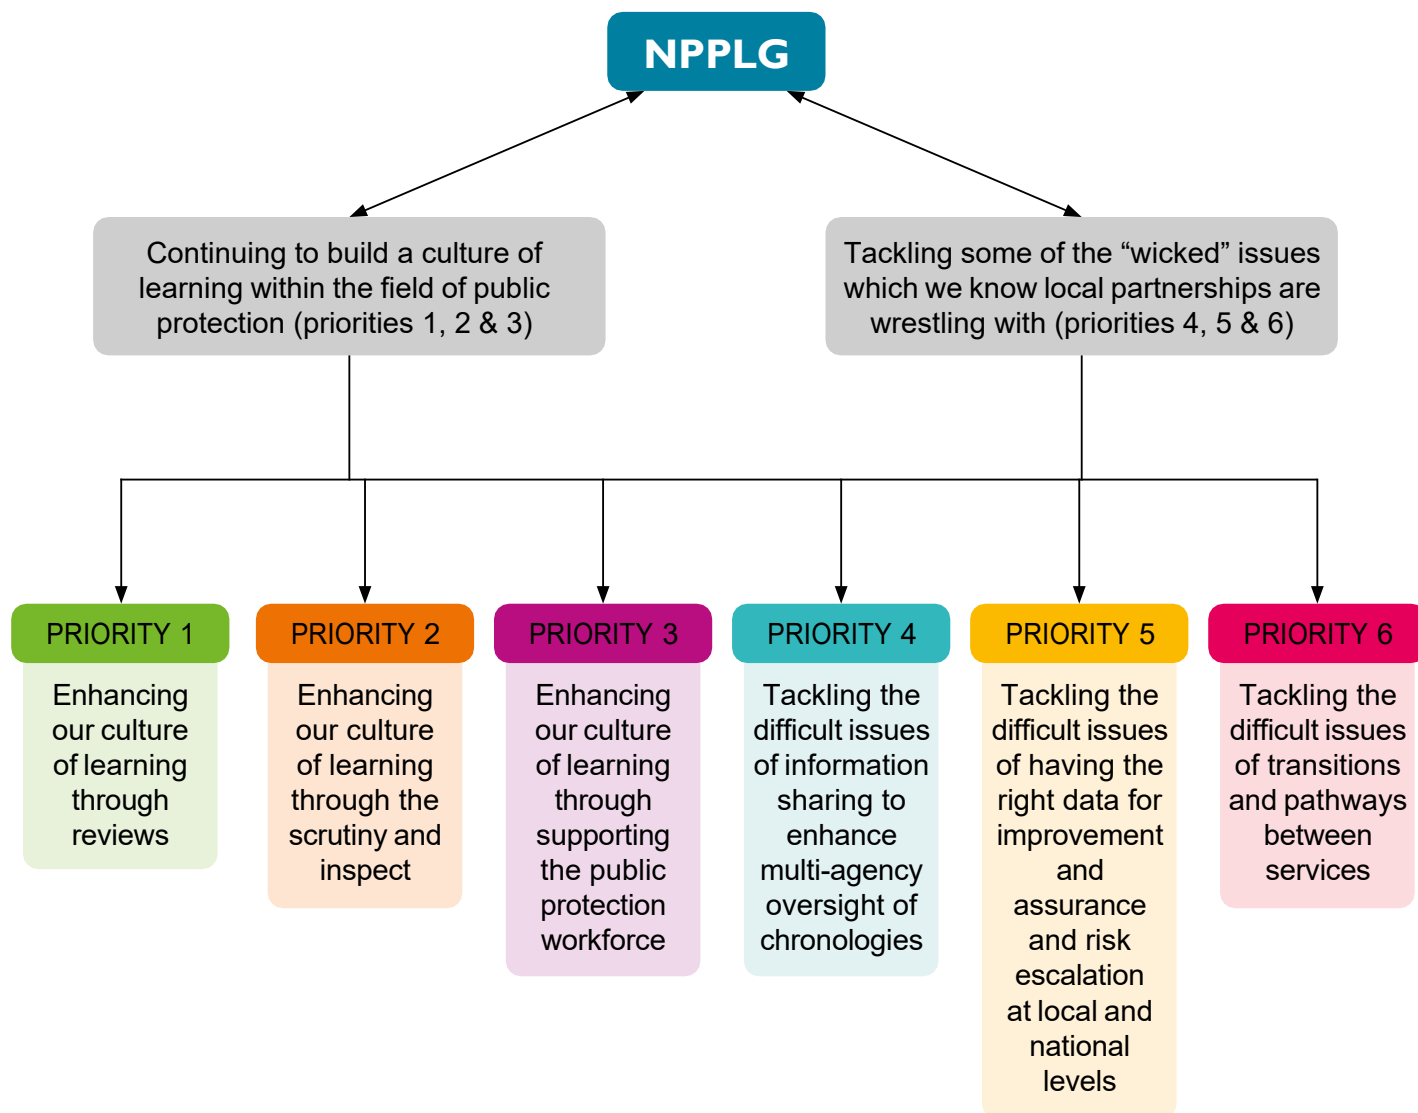 NPPLG
Continuing to build a culture of
learning within the field of public
protection (priorities 1, 2 & 3)
Tackling some of the “wicked” issues
which we know local partnerships are
wrestling with (priorities 4, 5 & 6)
PRIORITY 1
Enhancing
our culture
of learning
through
reviews
PRIORITY 2
Enhancing
our culture
of learning
through the
scrutiny and
inspect
PRIORITY 3
Enhancing
our culture
of learning
through
supporting
the public
protection
workforce
PRIORITY 4
Tackling the
difficult issues
of information
sharing to
enhance
multi-agency
oversight of
chronologies
PRIORITY 5
Tackling the
difficult issues
of having the
right data for
improvement
and
assurance
and risk
escalation
at local and
national
levels
PRIORITY 6
Tackling the
difficult issues
of transitions
and pathways
between
services